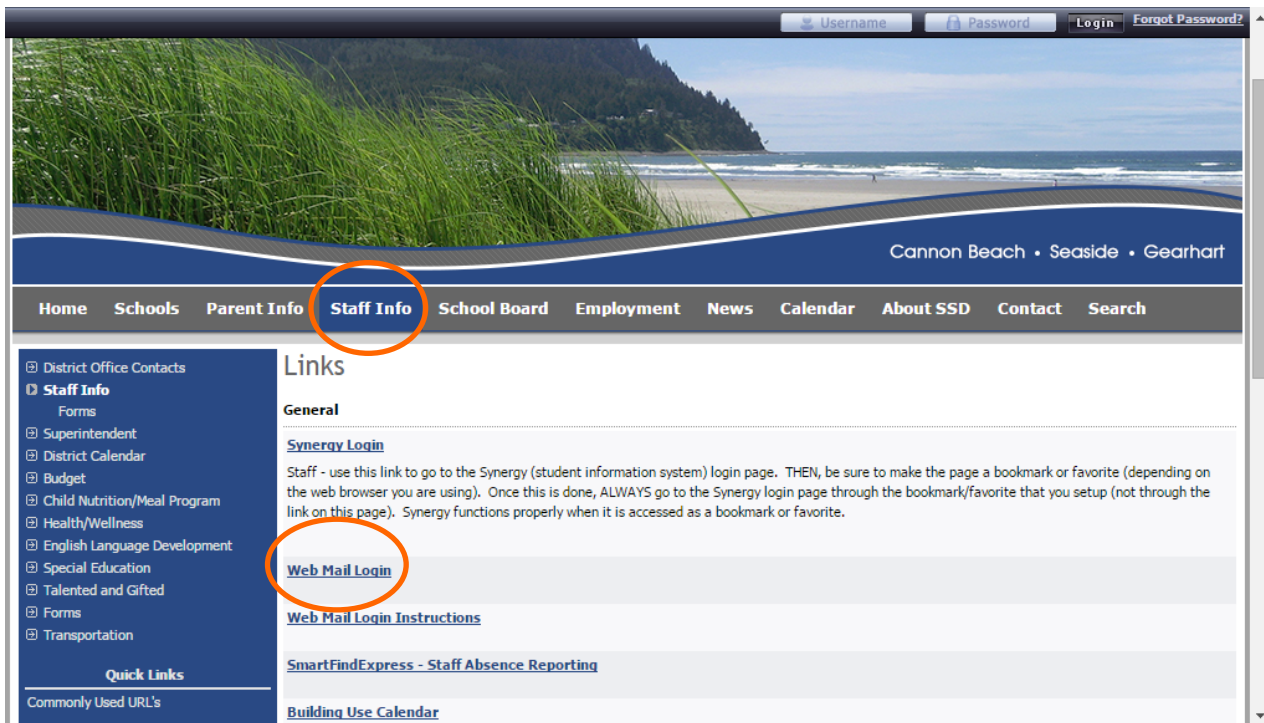 Username Password Login Forgot Password?
Cannon Beach • Seaside • Gearhart
Home Schools Parent Info Staff Info School Board Employment News Calendar About SSD Contact Search
District Office Contacts
Staff Info
Forms
Superintendent
District Calendar
Budget
Child Nutrition/Meal Program
Health/Wellness
English Language Development
Special Education
Talented and Gifted
Forms
Transportation
Quick Links
Commonly Used URL's
Links
General
Synergy Login
Staff - use this link to go to the Synergy (student information system) login page. THEN, be sure to make the page a bookmark or favorite (depending on
the web browser you are using). Once this is done, ALWAYS go to the Synergy login page through the bookmark/favorite that you setup (not through the
link on this page). Synergy functions properly when it is accessed as a bookmark or favorite.
Web Mail Login
Web Mail Login Instructions
SmartFindExpress - Staff Absence Reporting
Building Use Calendar